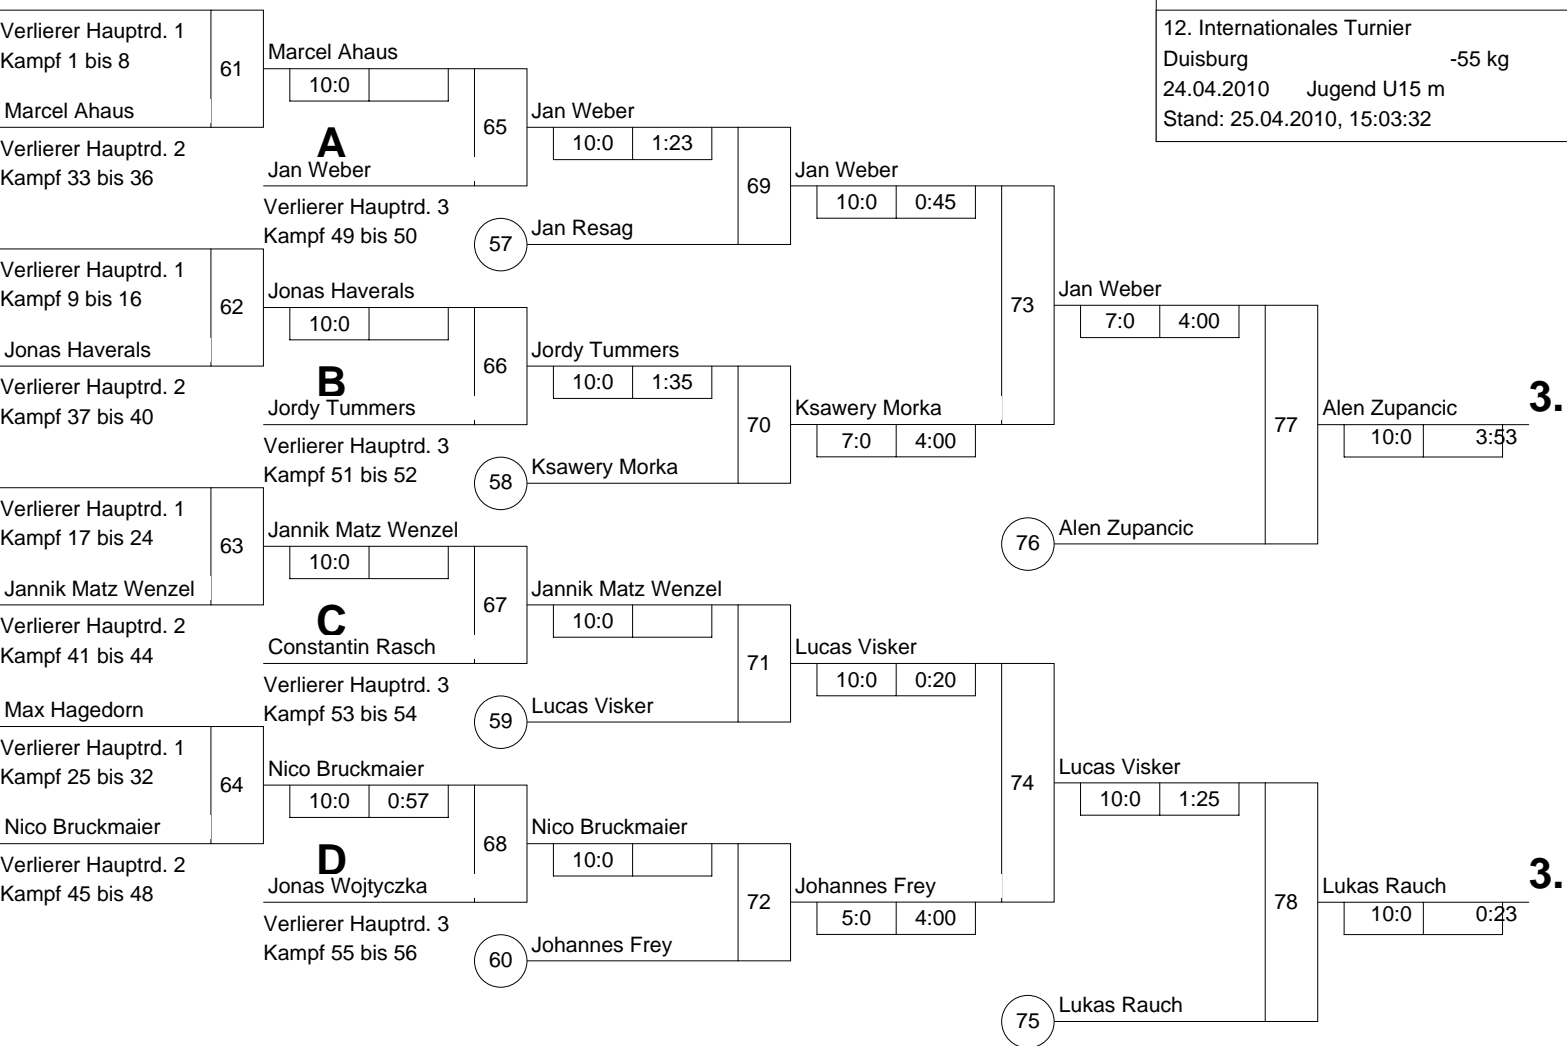 12. Internationales Turnier
Duisburg -55 kg
24.04.2010 Jugend U15 m
Stand: 25.04.2010, 15:03:32
Verlierer Hauptrd. 1
Kampf 1 bis 8
61
Marcel Ahaus
Verlierer Hauptrd. 2
Kampf 33 bis 36
Marcel Ahaus
10:0
A
65
Jan Weber
Verlierer Hauptrd. 3
Kampf 49 bis 50
Jan Weber
10:0 1:23
69
57
Jan Resag
Jan Weber
10:0 0:45
Verlierer Hauptrd. 1
Kampf 9 bis 16
62
Jonas Haverals
Verlierer Hauptrd. 2
Kampf 37 bis 40
Jonas Haverals
10:0
B
66
Jordy Tummers
Verlierer Hauptrd. 3
Kampf 51 bis 52
Jordy Tummers
10:0 1:35
70
58
Ksawery Morka
Ksawery Morka
7:0 4:00
73
Jan Weber
7:0 4:00
77
76
Alen Zupancic
Alen Zupancic
10:0 3:53
3.
Verlierer Hauptrd. 1
Kampf 17 bis 24
63
Jannik Matz Wenzel
Verlierer Hauptrd. 2
Kampf 41 bis 44
Jannik Matz Wenzel
10:0
C
67
Constantin Rasch
Verlierer Hauptrd. 3
Kampf 53 bis 54
Jannik Matz Wenzel
10:0
71
59
Lucas Visker
Lucas Visker
10:0 0:20
Max Hagedorn
Verlierer Hauptrd. 1
Kampf 25 bis 32
64
Nico Bruckmaier
Verlierer Hauptrd. 2
Kampf 45 bis 48
Nico Bruckmaier
10:0 0:57
D
68
Jonas Wojtyczka
Verlierer Hauptrd. 3
Kampf 55 bis 56
Nico Bruckmaier
10:0
72
60
Johannes Frey
Johannes Frey
5:0 4:00
74
Lucas Visker
10:0 1:25
78
75
Lukas Rauch
Lukas Rauch
10:0 0:23
3.